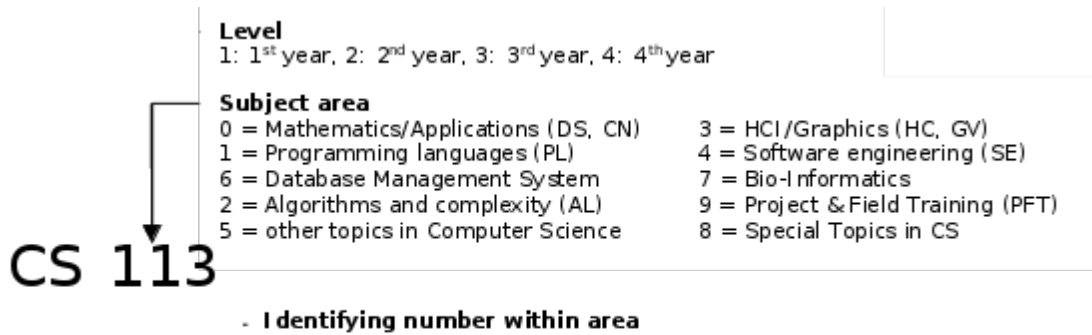 Level
1: 1st year, 2: 2nd year, 3: 3rd year, 4: 4th year
Subject area
0 = Mathematics/Applications (DS, CN) 3 = HCI/Graphics (HC, GV)
1 = Programming languages (PL) 4 = Software engineering (SE)
6 = Database Management System 7 = Bio-Informatics
2 = Algorithms and complexity (AL) 9 = Project & Field Training (PFT)
5 = other topics in Computer Science 8 = Special Topics in CS
CS 113
- Identifying number within area